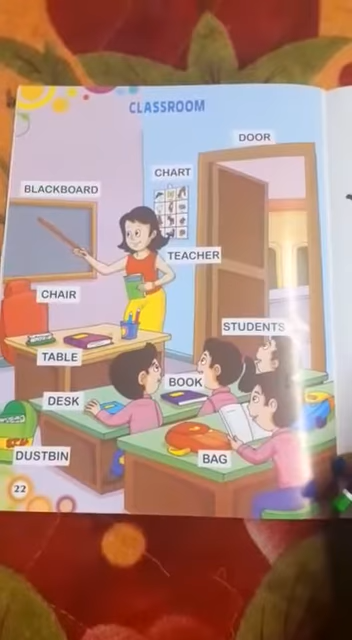 CLASSROOM
DOOR
CHART
BLACKBOARD
TEACHER
CHAIR
STUDENTS
TABLE
BOOK
DESK
DUSTBIN
BAG
22